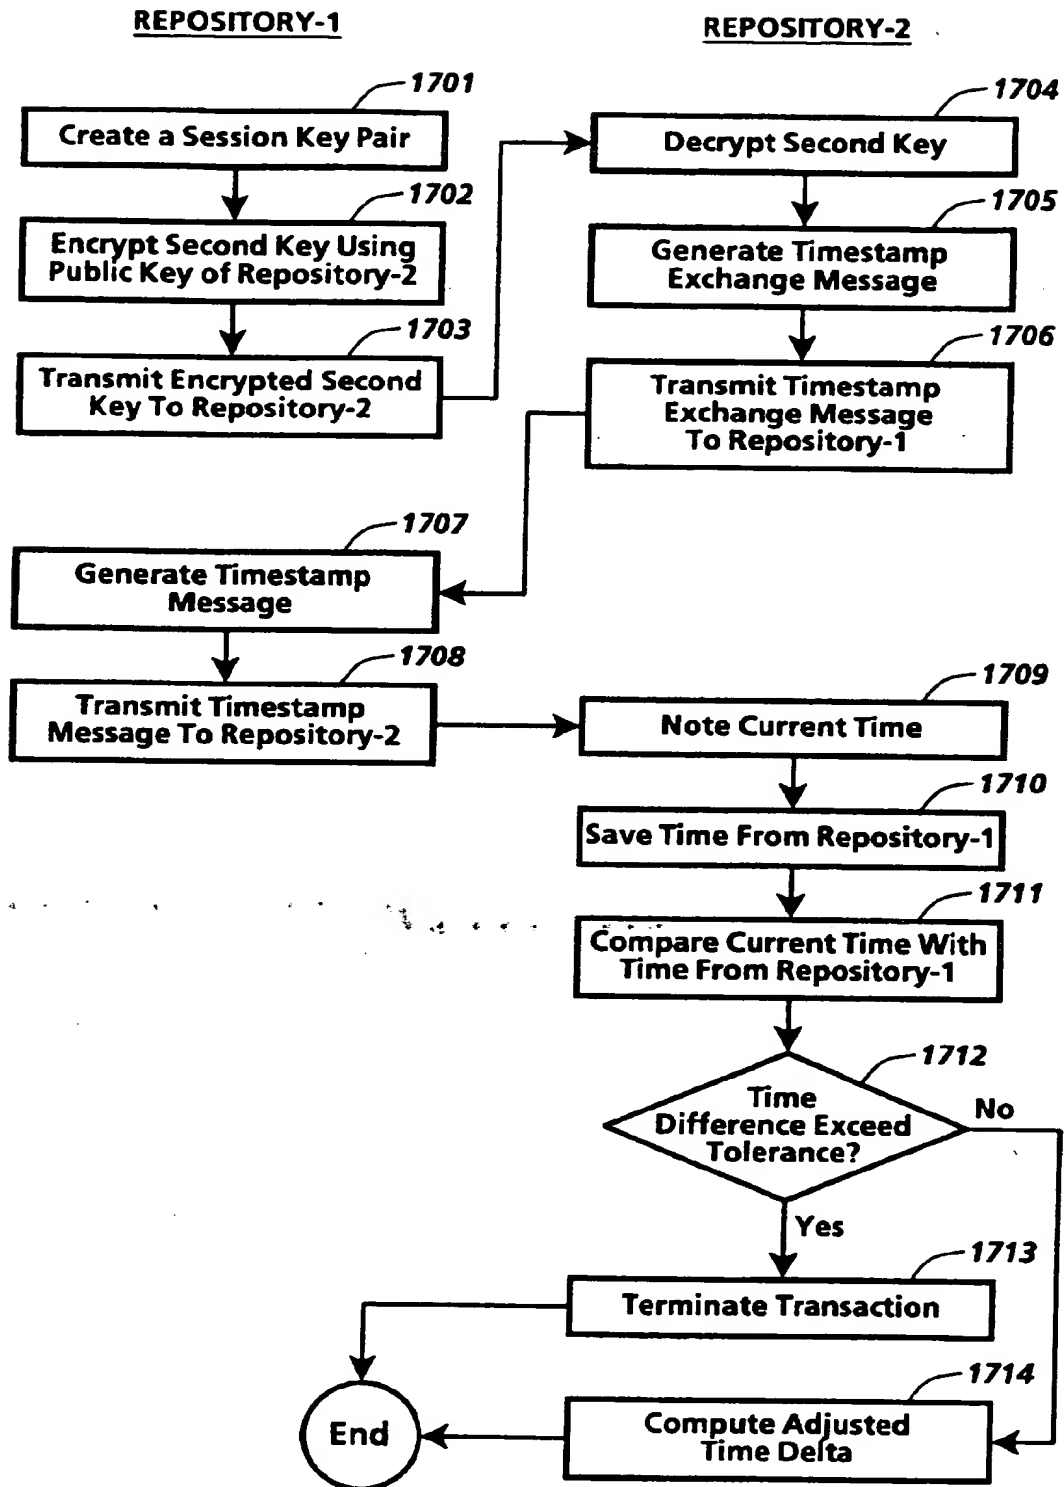 REPOSITORY-1
REPOSITORY-2
1701
Create a Session Key Pair
1702
Encrypt Second Key Using
Public Key of Repository-2
1703
Transmit Encrypted Second
Key To Repository-2
1704
Decrypt Second Key
1705
Generate Timestamp
Exchange Message
1706
Transmit Timestamp
Exchange Message
To Repository-1
1707
Generate Timestamp
Message
1708
Transmit Timestamp
Message To Repository-2
1709
Note Current Time
1710
Save Time From Repository-1
1711
Compare Current Time With
Time From Repository-1
1712
Time
Difference Exceed
Tolerance?
No
Yes
1713
Terminate Transaction
1714
Compute Adjusted
Time Delta
End